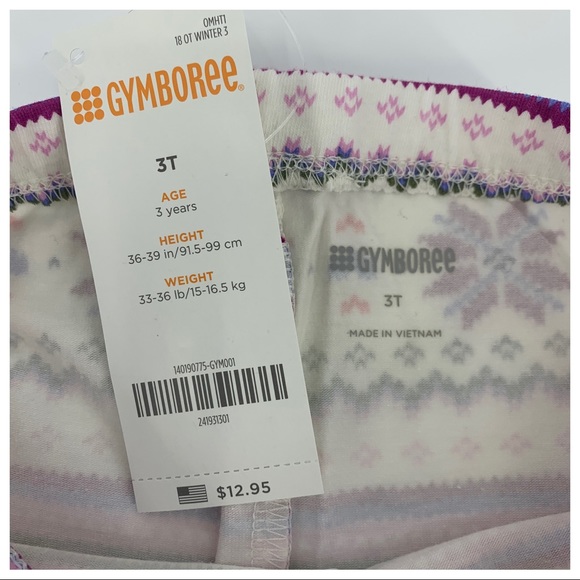 OMHT1
18 OT WINTER 3
GYMBOREE®
3T
AGE
3 years
HEIGHT
36-39 in/91.5-99 cm
WEIGHT
33-36 lb/15-16.5 kg
140190775-GYM001
241931301
$12.95
GYMBOREE
3T
MADE IN VIETNAM